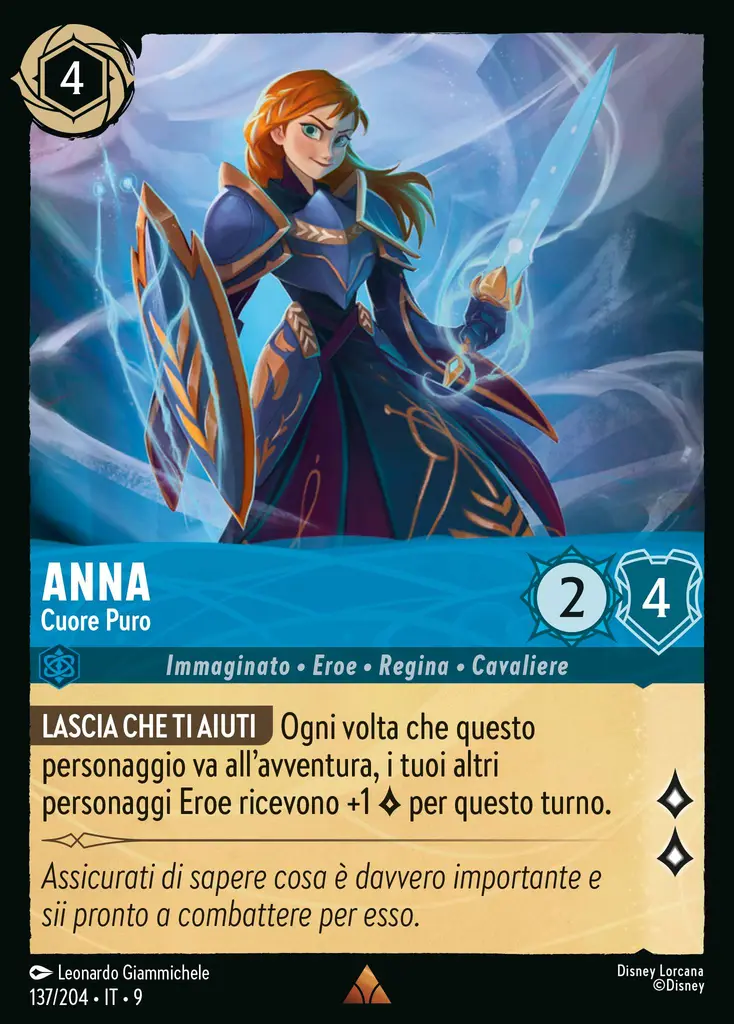 4
ANNA
Cuore Puro
2
4
Immaginato • Eroe • Regina • Cavaliere
LASCIA CHE TI AIUTI Ogni volta che questo
personaggio va all'avventura, i tuoi altri
personaggi Eroe ricevono +1 per questo turno.
Assicurati di sapere cosa è davvero importante e
sii pronto a combattere per esso.
Leonardo Giammichele
137/204 • IT • 9
Disney Lorcana
©Disney